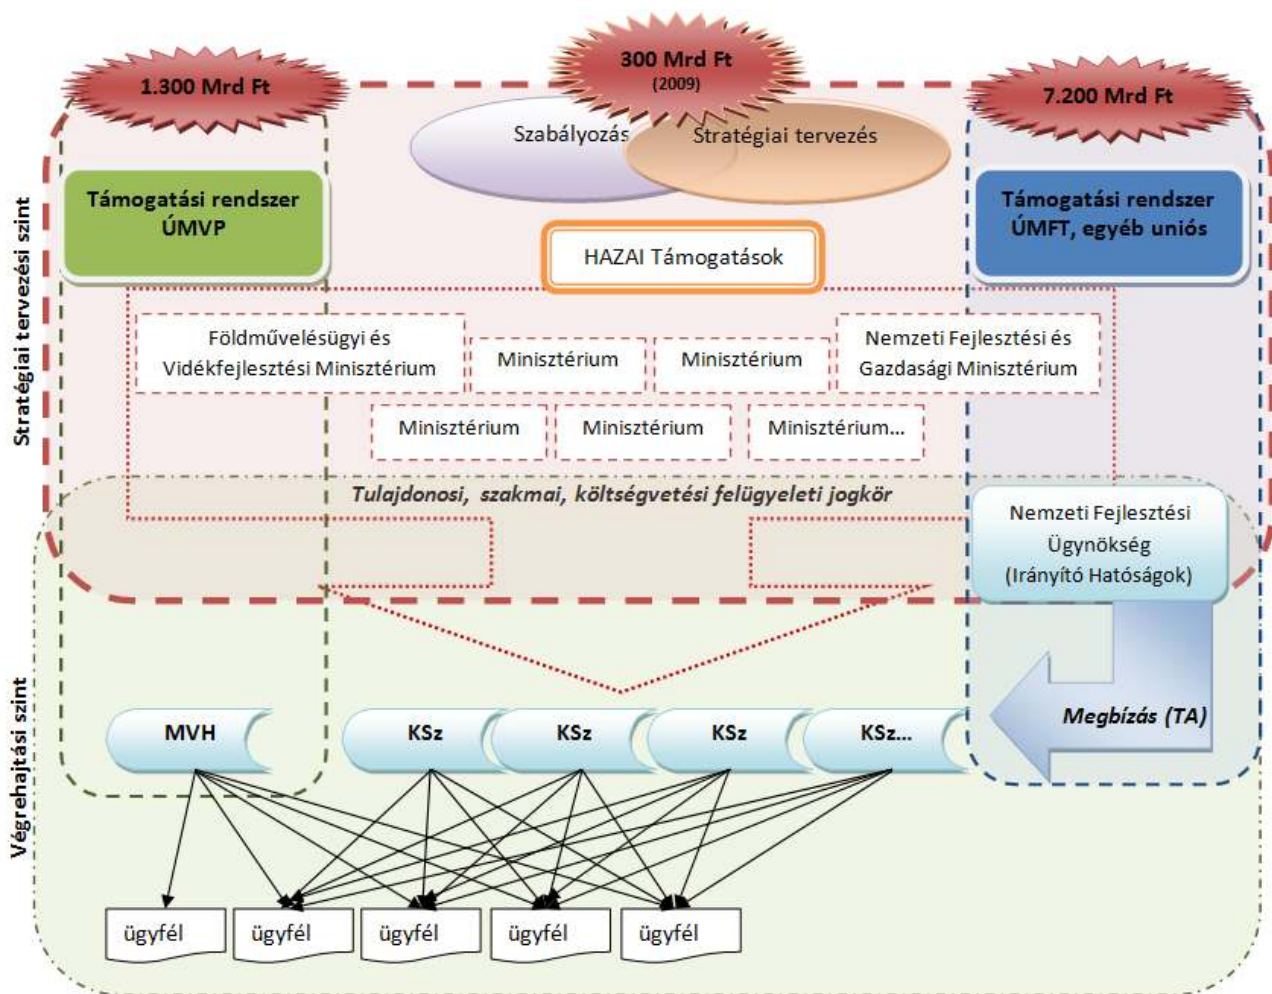 1.300 Mrd Ft
300 Mrd Ft
(2009)
7.200 Mrd Ft
Szabályozás
Stratégiai tervezés
Támogatási rendszer
ÚMVP
HAZAI Támogatások
Támogatási rendszer
ÚMFT, egyéb uniós
Stratégiai tervezési szint
Földművelésügyi és
Vidékfejlesztési Minisztérium
Minisztérium
Minisztérium
Nemzeti Fejlesztési és
Gazdasági Minisztérium
Minisztérium
Minisztérium
Minisztérium...
Tulajdonosi, szakmai, költségvetési felügyeleti jogkör
Nemzeti Fejlesztési
Ügynökség
(Irányító Hatóságok)
Végrehajtási szint
Megbízás (TA)
MVH
KSz
KSz
KSz
KSz...
ügyfél
ügyfél
ügyfél
ügyfél
ügyfél